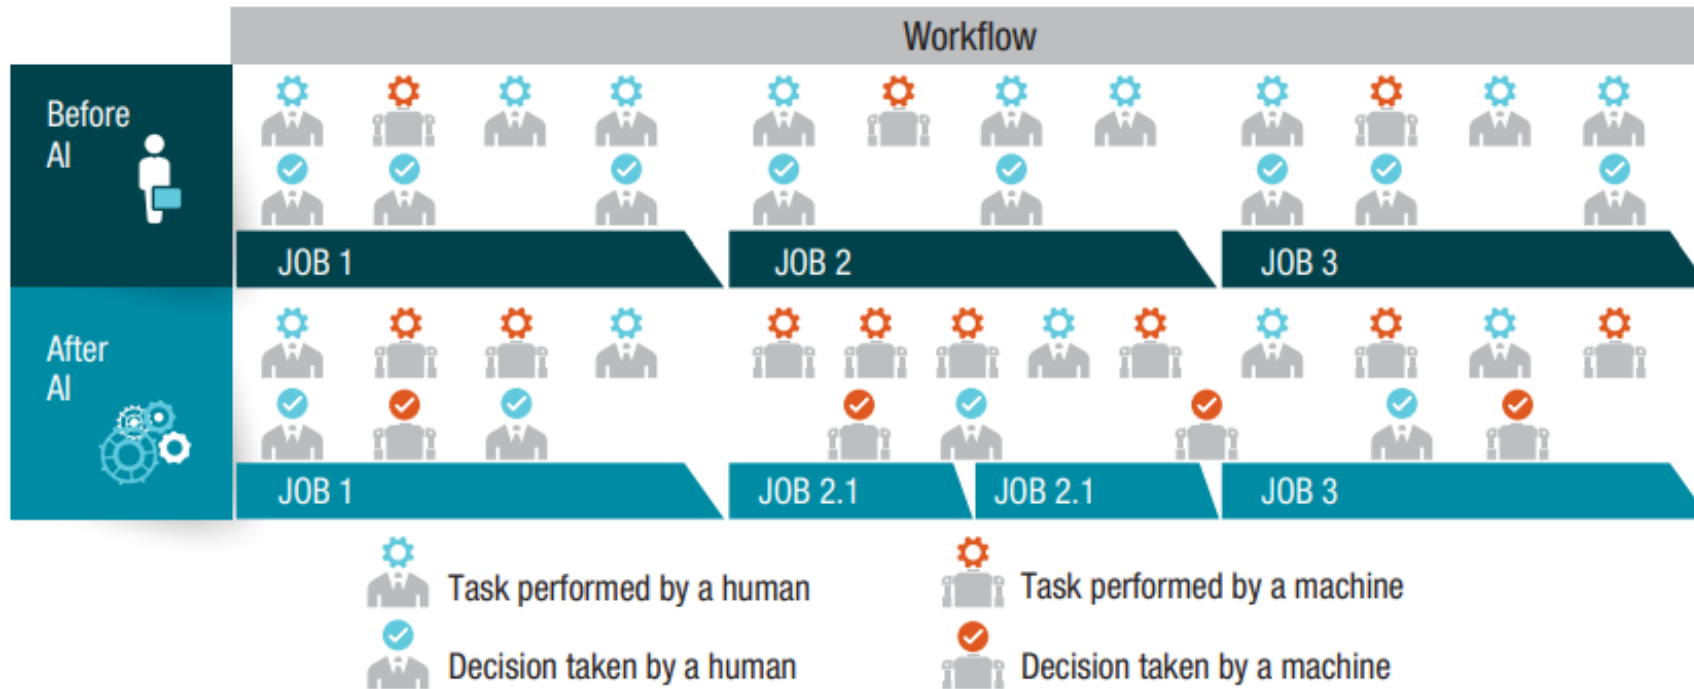 Workflow
Before
AI
JOB 1
JOB 2
JOB 3
After
AI
JOB 1
JOB 2.1
JOB 2.1
JOB 3
Task performed by a human
Task performed by a machine
Decision taken by a human
Decision taken by a machine